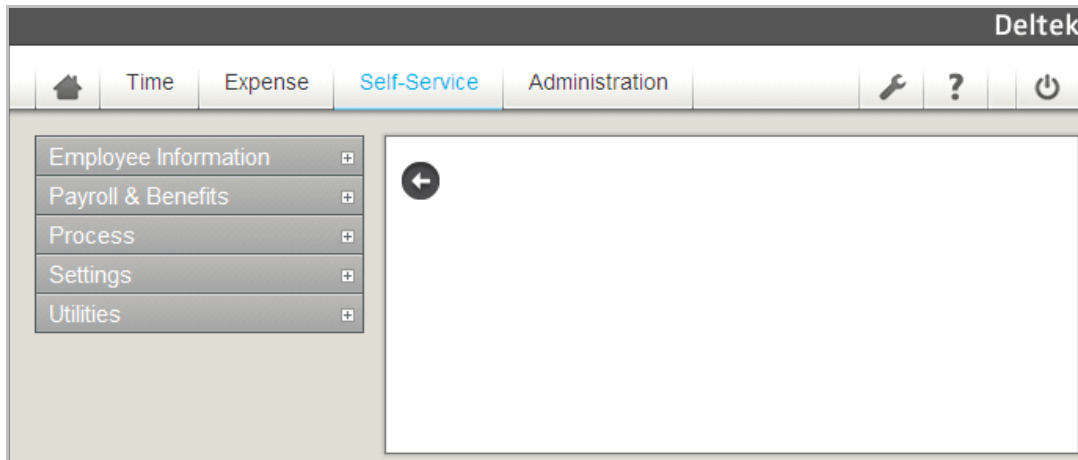 Deltek
Time Expense Self-Service Administration ?
Employee Information
Payroll & Benefits
Process
Settings
Utilities